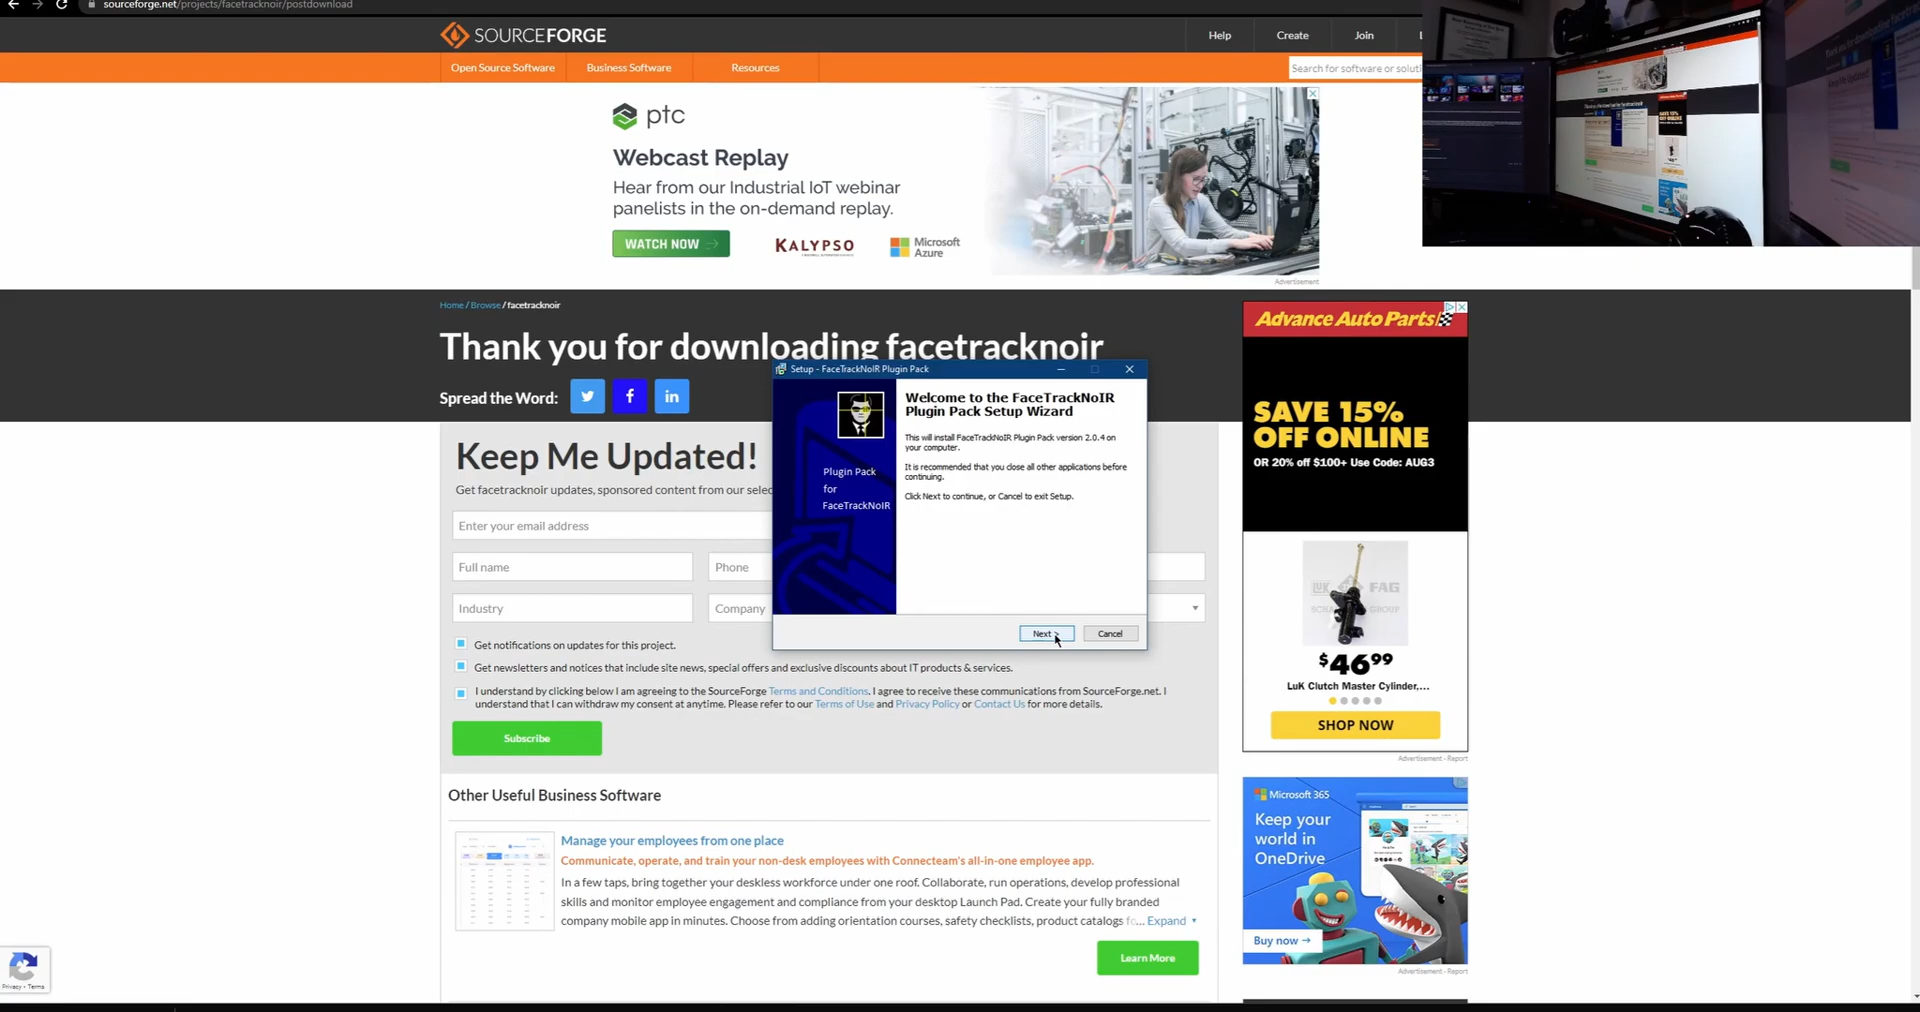 sourceforge.net/projects/facetracknoir/postdownload
SOURCEFORGE
Help
Create
Join
Open Source Software
Business Software
Resources
Search for software or soluti
ptc
Webcast Replay
Hear from our Industrial IoT webinar
panelists in the on-demand replay.
WATCH NOW →
KALYPSO
Microsoft
Azure
Advertisement
Home / Browse / facetracknoir
Thank you for downloading facetracknoir
Spread the Word:
Setup - FaceTrackNoIR Plugin Pack
Welcome to the FaceTrackNoIR
Plugin Pack Setup Wizard
This will install FaceTrackNoIR Plugin Pack version 2.0.4 on
your computer.
It is recommended that you close all other applications before
continuing.
Click Next to continue, or Cancel to exit Setup.
Plugin Pack
for
FaceTrackNoIR
Next >
Cancel
Keep Me Updated!
Get facetracknoir updates, sponsored content from our selec
Enter your email address
Full name
Phone
Industry
Company
Get notifications on updates for this project.
Get newsletters and notices that include site news, special offers and exclusive discounts about IT products & services.
I understand by clicking below I am agreeing to the SourceForge Terms and Conditions. I agree to receive these communications from SourceForge.net. I
understand that I can withdraw my consent at anytime. Please refer to our Terms of Use and Privacy Policy or Contact Us for more details.
Subscribe
Other Useful Business Software
Manage your employees from one place
Communicate, operate, and train your non-desk employees with Connecteam's all-in-one employee app.
In a few taps, bring together your deskless workforce under one roof. Collaborate, run operations, develop professional
skills and monitor employee engagement and compliance from your desktop Launch Pad. Create your fully branded
company mobile app in minutes. Choose from adding orientation courses, safety checklists, product catalogs fo... Expand
Learn More
Advance Auto Parts
SAVE 15%
OFF ONLINE
OR 20% off $100+ Use Code: AUG3
LUK FAG
$46.99
LuK Clutch Master Cylinder,...
SHOP NOW
Advertisement - Report
Microsoft 365
Keep your
world in
OneDrive
Buy now →
Advertisement - Report
Privacy - Terms